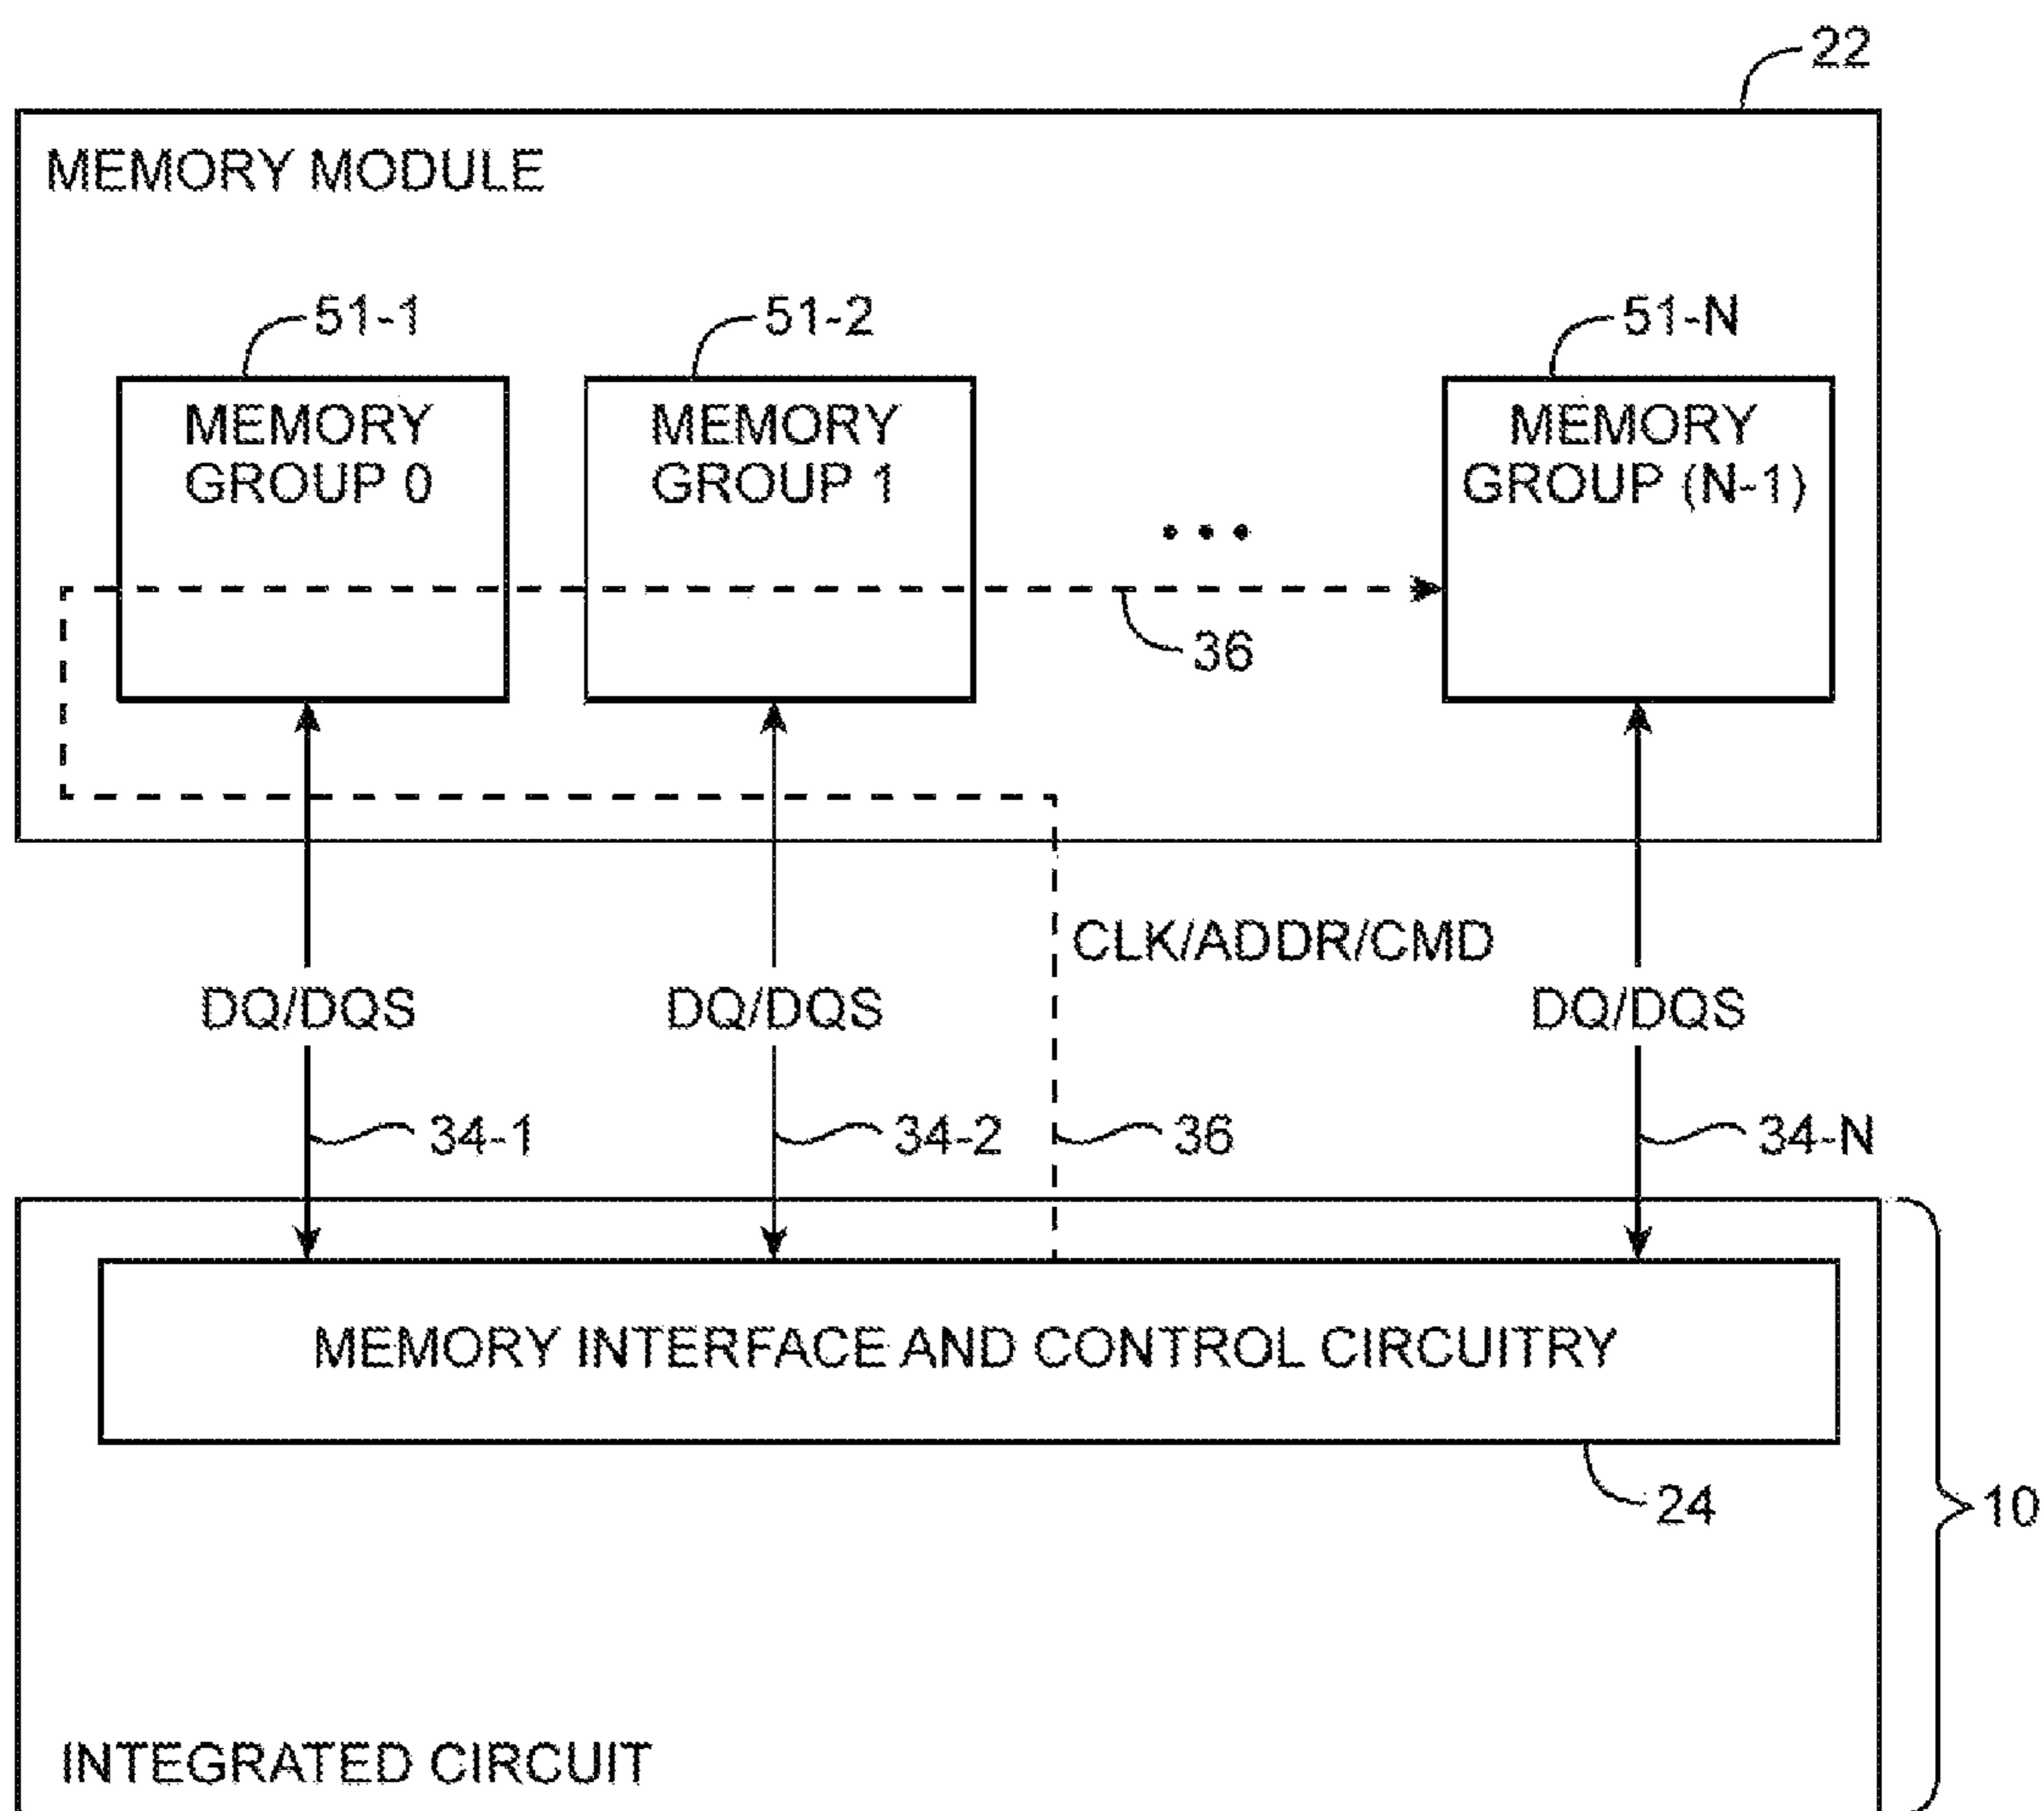 22
MEMORY MODULE
51-1
51-2
51-N
MEMORY
GROUP 0
MEMORY
GROUP 1
MEMORY
GROUP (N-1)
...
36
CLK/ADDR/CMD
DQ/DQS
DQ/DQS
DQ/DQS
34-1
34-2
36
34-N
MEMORY INTERFACE AND CONTROL CIRCUITRY
24
10
INTEGRATED CIRCUIT